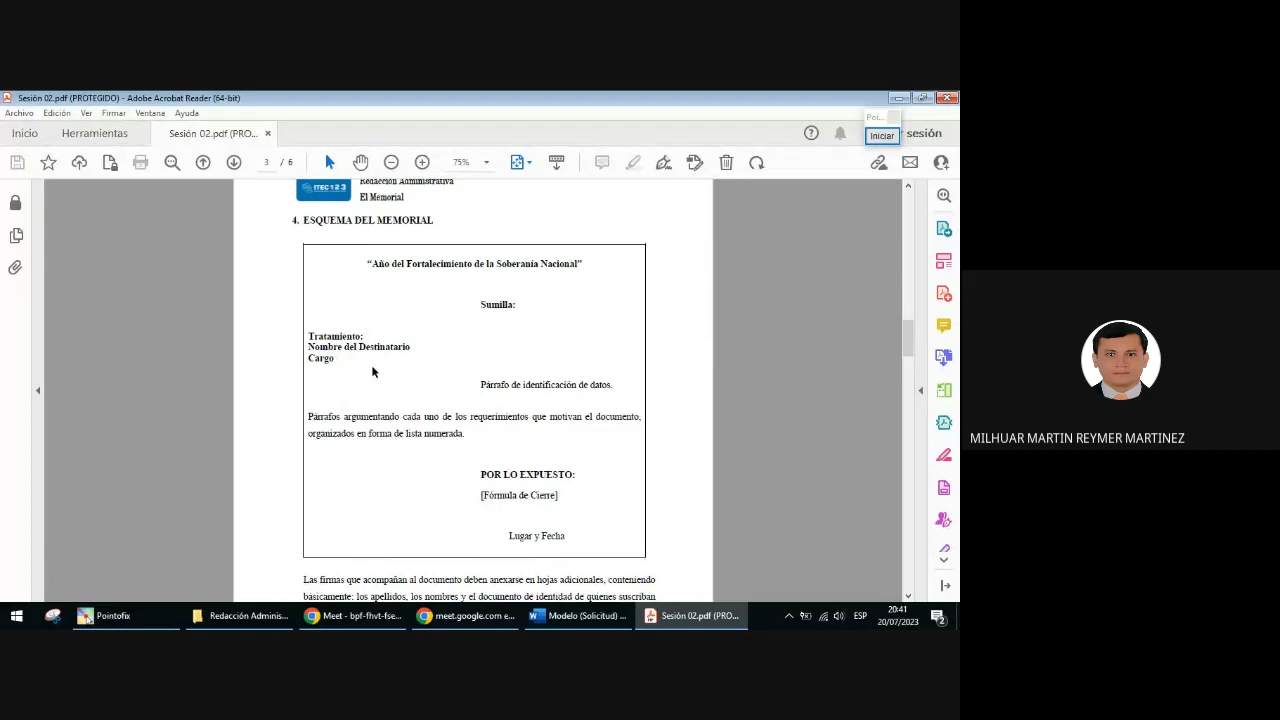 Sesión 02.pdf (PROTEGIDO) - Adobe Acrobat Reader (64-bit)
Archivo Edición Ver Firmar Ventana Ayuda
Poi...
Inicio Herramientas Sesión 02.pdf (PRO... × Iniciar sesión
3 / 6 75%
ITEC 1 2 3
Redacción Administrativa
El Memorial
4. ESQUEMA DEL MEMORIAL
“Año del Fortalecimiento de la Soberanía Nacional”
Sumilla:
Tratamiento:
Nombre del Destinatario
Cargo
Párrafo de identificación de datos.
Párrafos argumentando cada uno de los requerimientos que motivan el documento,
organizados en forma de lista numerada.
POR LO EXPUESTO:
[Fórmula de Cierre]
Lugar y Fecha
Las firmas que acompañan al documento deben anexarse en hojas adicionales, conteniendo
básicamente: los apellidos, los nombres y el documento de identidad de quienes suscriban
MILHUAR MARTIN REYMER MARTINEZ
Pointofix Redacción Adminis... Meet - bpf-fhvt-fse... meet.google.com e... Modelo (Solicitud) ... Sesión 02.pdf (PRO... ESP 20:41
20/07/2023 2